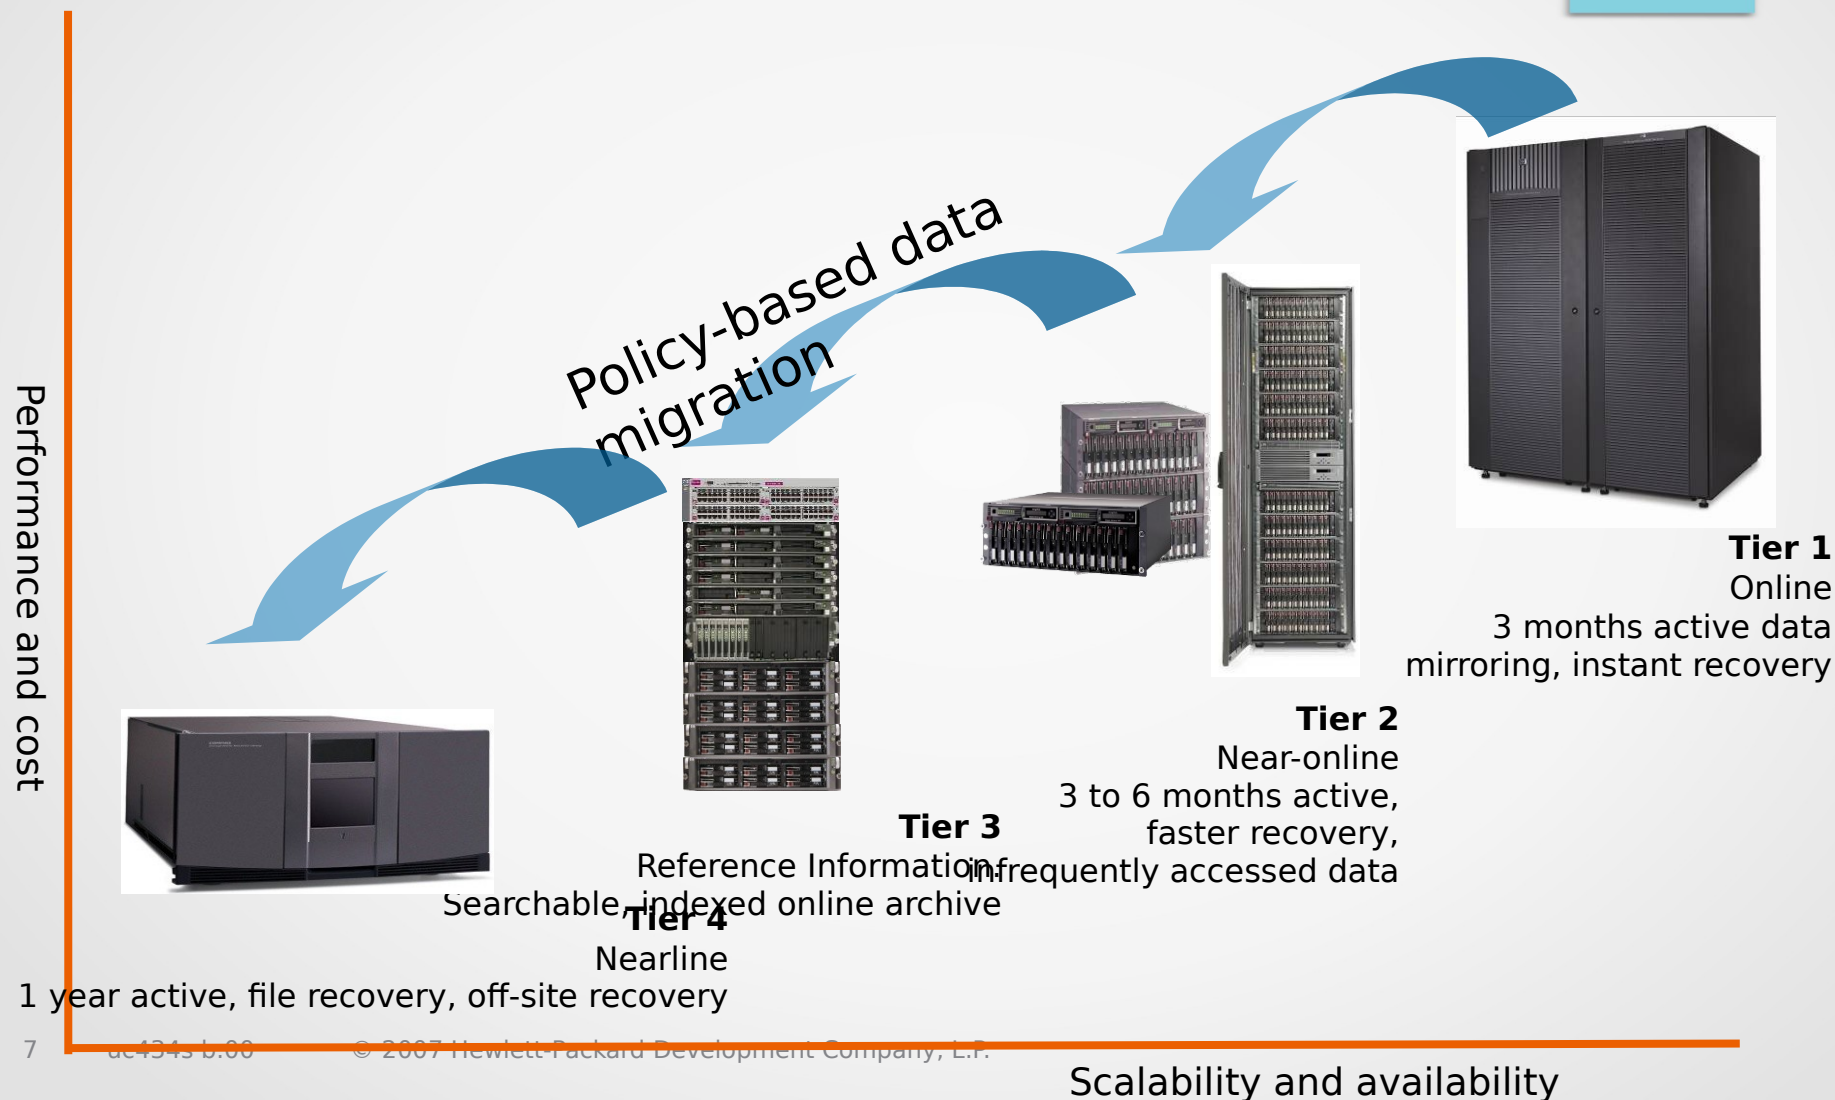 Policy-based data
migration
Performance and cost
Tier 1
Online
3 months active data
mirroring, instant recovery
Tier 2
Near-online
3 to 6 months active,
faster recovery,
infrequently accessed data
Tier 3
Reference Information.
Searchable, indexed online archive
Tier 4
Nearline
1 year active, file recovery, off-site recovery
7 uc434s b.00 © 2007 Hewlett-Packard Development Company, L.P.
Scalability and availability